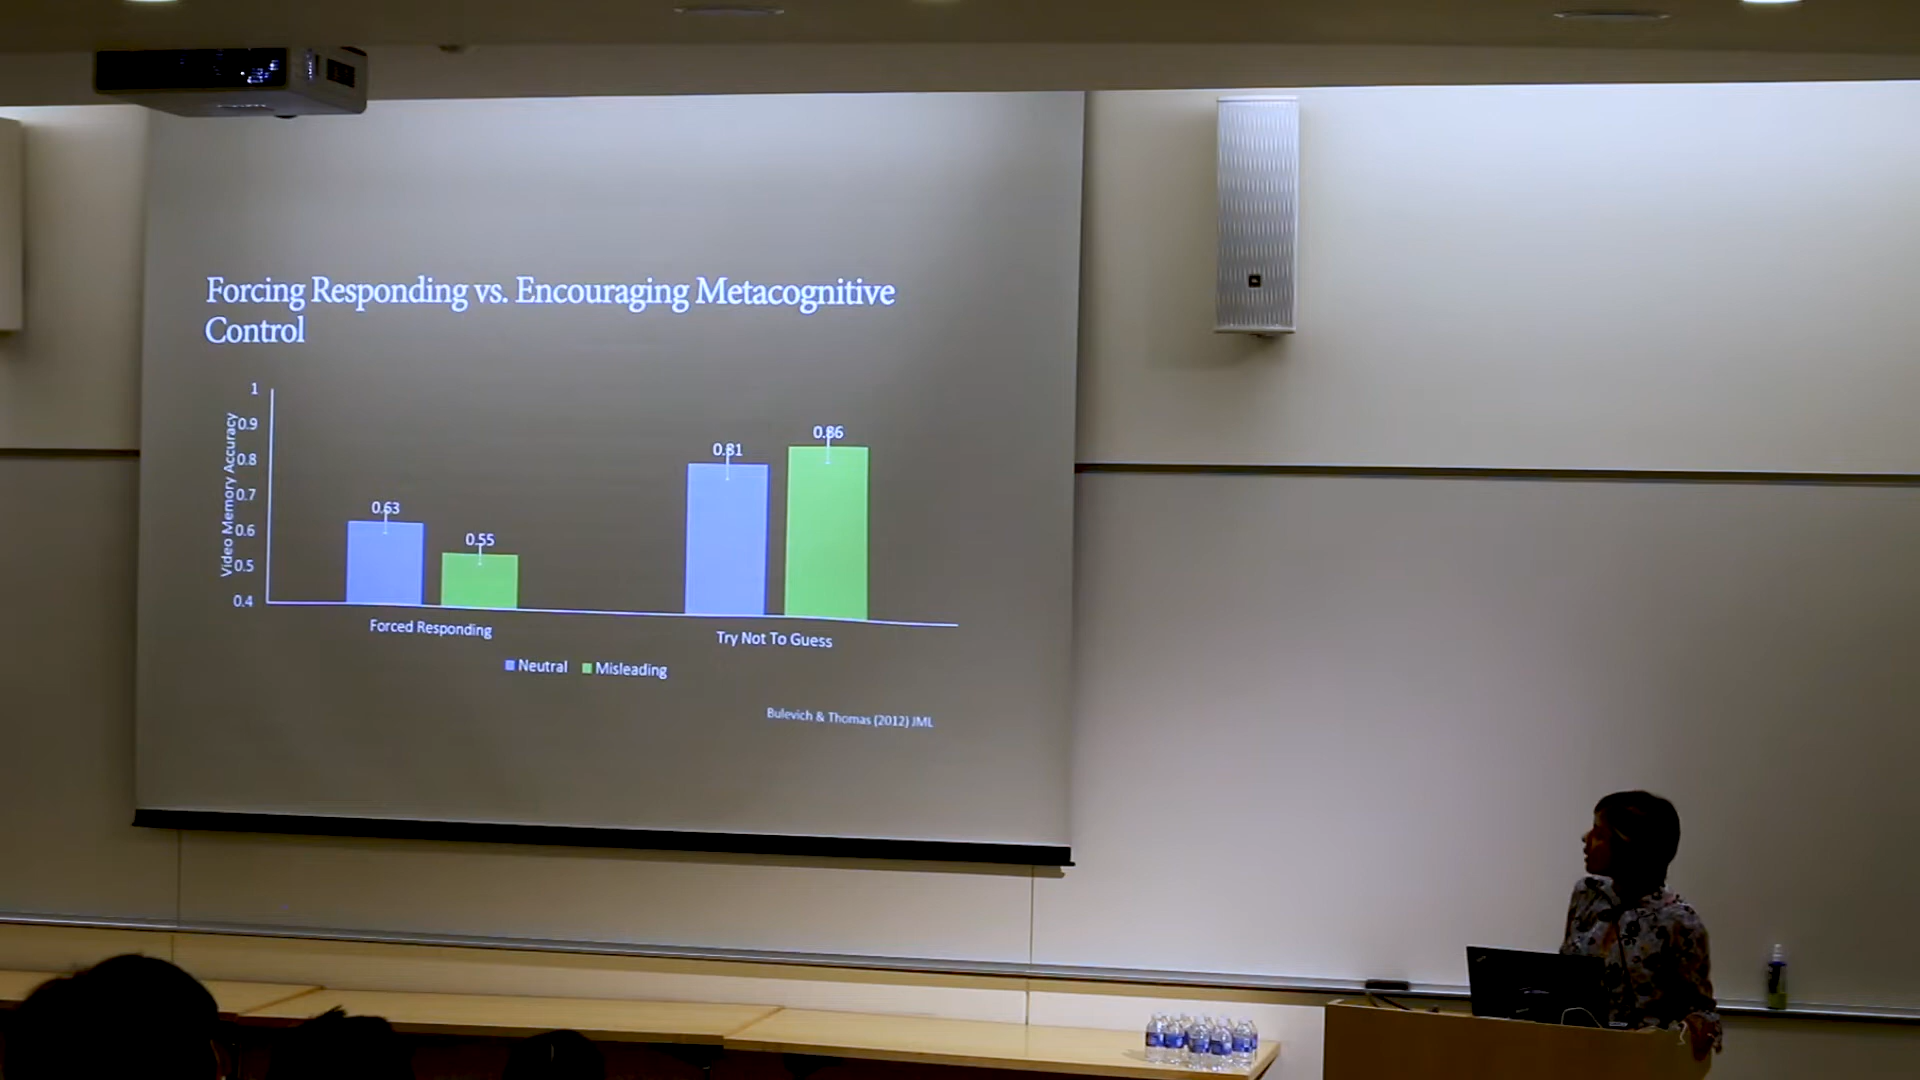 Forcing Responding vs. Encouraging Metacognitive
Control
Video Memory Accuracy
1
0.9
0.8
0.7
0.6
0.5
0.4
0.63
0.55
0.81
0.86
Forced Responding
Try Not To Guess
Neutral
Misleading
Bulevich & Thomas (2012) JML